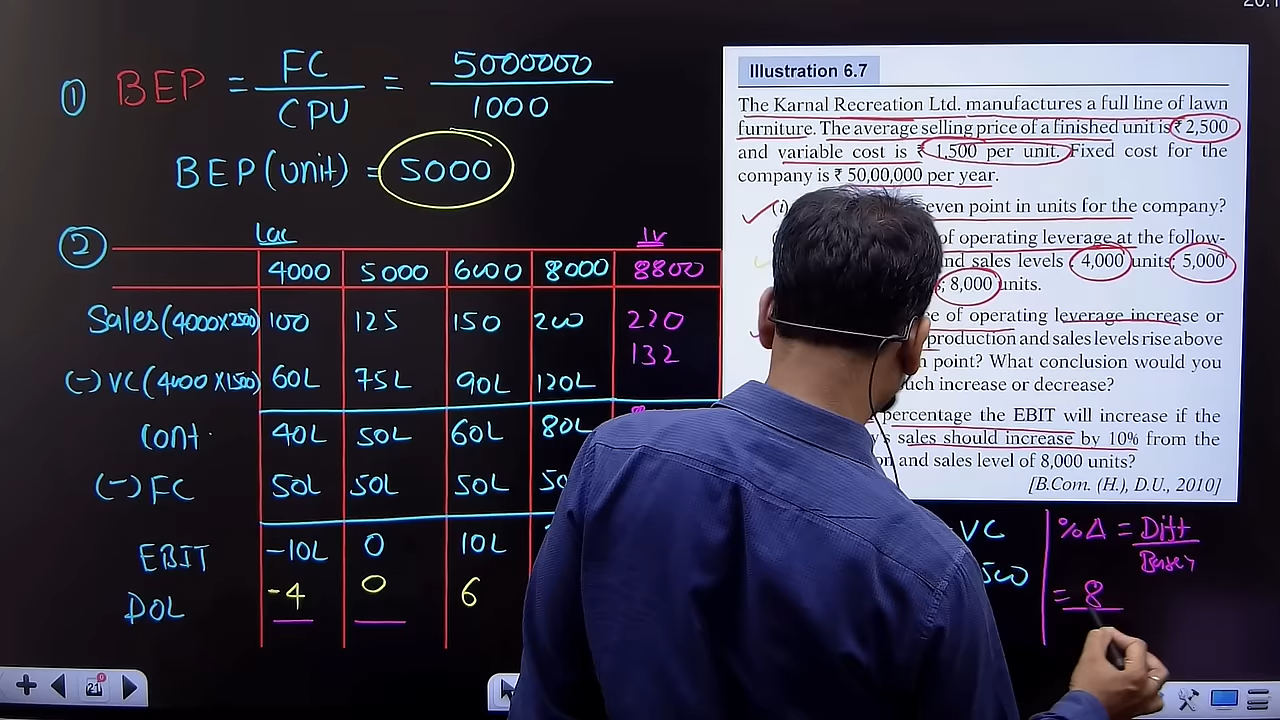 ① BEP = FC / CPU = 5000000 / 1000
BEP (unit) = 5000
②
Lac
4000 5000 6000 8000 8800
Sales (4000×2500) 100 125 150 200 220
132
(-) VC (4000×1500) 60L 75L 90L 120L
Cont. 40L 50L 60L 80L
(-) FC 50L 50L 50L 50
EBIT -10L 0 10L
DOL -4 0 6
Illustration 6.7
The Karnal Recreation Ltd. manufactures a full line of lawn
furniture. The average selling price of a finished unit is ₹ 2,500
and variable cost is ₹ 1,500 per unit. Fixed cost for the
company is ₹ 50,00,000 per year.
(i) even point in units for the company?
of operating leverage at the follow-
and sales levels 4,000 units; 5,000
; 8,000 units.
of operating leverage increase or
production and sales levels rise above
point? What conclusion would you
increase or decrease?
percentage the EBIT will increase if the
sales should increase by 10% from the
and sales level of 8,000 units?
[B.Com. (H.), D.U., 2010]
VC
500
%Δ = Diff
= 8
21